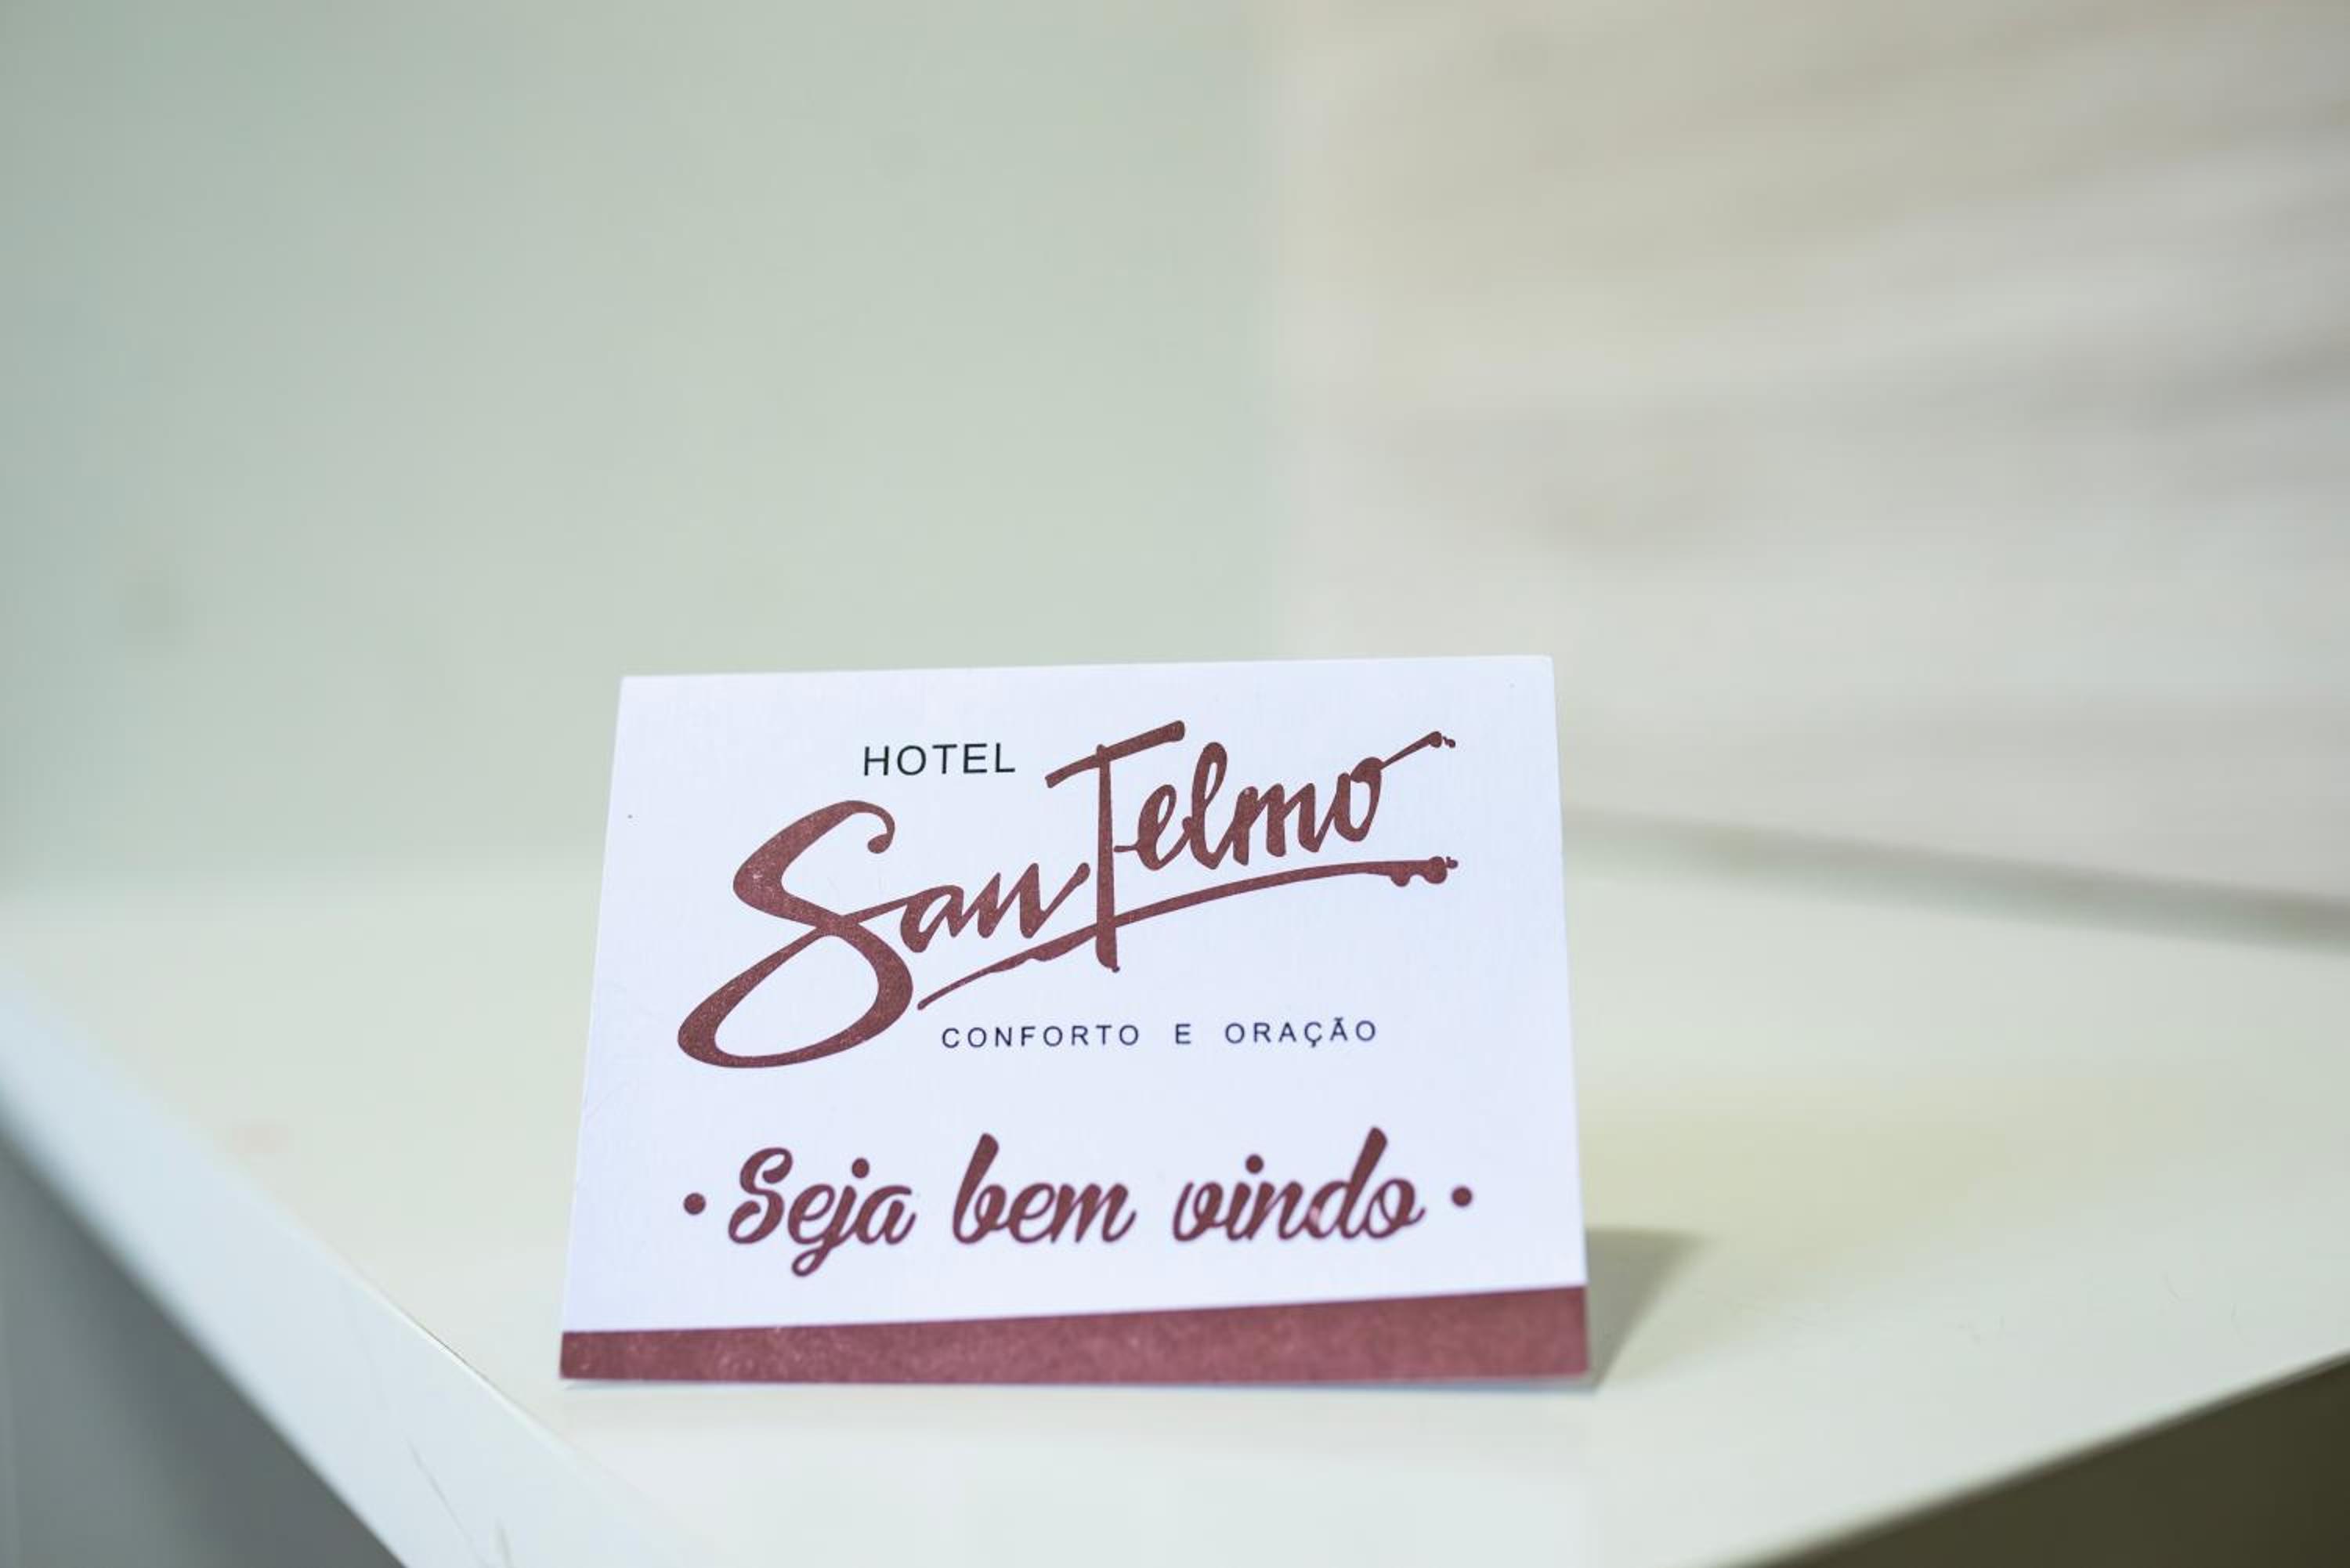 HOTEL
San Telmo
CONFORTO E ORAÇÃO
• Seja bem vindo •